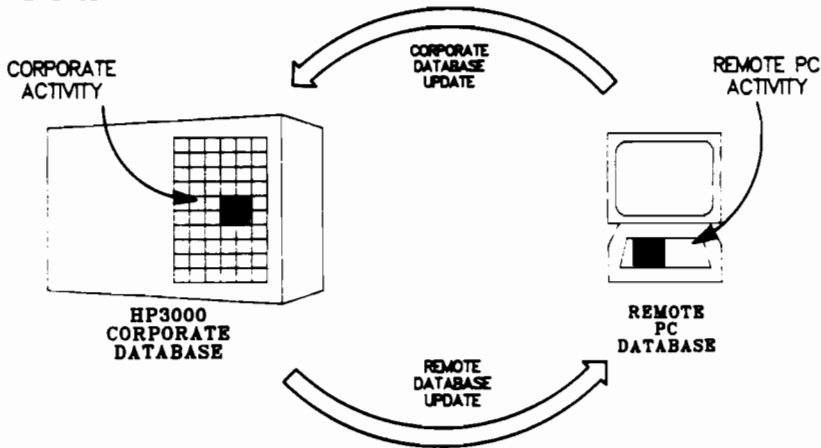 CORPORATE
DATABASE
UPDATE
CORPORATE
ACTIVITY
REMOTE PC
ACTIVITY
HP3000
CORPORATE
DATABASE
REMOTE
PC
DATABASE
REMOTE
DATABASE
UPDATE